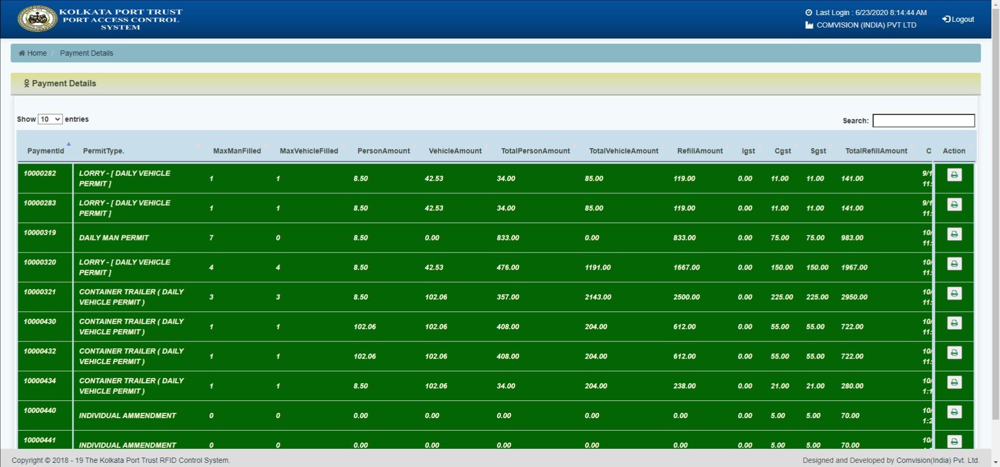 KOLKATA PORT TRUST
PORT ACCESS CONTROL
SYSTEM
Last Login : 6/23/2020 8:14:44 AM
COMVISION (INDIA) PVT LTD
Logout
Home / Payment Details
Payment Details
Show 10 entries
Search:
PaymentId PermitType. MaxManFilled MaxVehicleFilled PersonAmount VehicleAmount TotalPersonAmount TotalVehicleAmount RefillAmount Igst Cgst Sgst TotalRefillAmount C Action
10000282 LORRY - [ DAILY VEHICLE PERMIT ] 1 1 8.50 42.53 34.00 85.00 119.00 0.00 11.00 11.00 141.00 9/1 11:
10000283 LORRY - [ DAILY VEHICLE PERMIT ] 1 1 8.50 42.53 34.00 85.00 119.00 0.00 11.00 11.00 141.00 9/1 11:
10000319 DAILY MAN PERMIT 7 0 8.50 0.00 833.00 0.00 833.00 0.00 75.00 75.00 983.00 10/ 11:
10000320 LORRY - [ DAILY VEHICLE PERMIT ] 4 4 8.50 42.53 476.00 1191.00 1667.00 0.00 150.00 150.00 1967.00 10/ 11:
10000321 CONTAINER TRAILER ( DAILY VEHICLE PERMIT ) 3 3 8.50 102.06 357.00 2143.00 2500.00 0.00 225.00 225.00 2950.00 10/ 11:
10000430 CONTAINER TRAILER ( DAILY VEHICLE PERMIT ) 1 1 102.06 102.06 408.00 204.00 612.00 0.00 55.00 55.00 722.00 10/ 11:
10000432 CONTAINER TRAILER ( DAILY VEHICLE PERMIT ) 1 1 102.06 102.06 408.00 204.00 612.00 0.00 55.00 55.00 722.00 10/ 11:
10000434 CONTAINER TRAILER ( DAILY VEHICLE PERMIT ) 1 1 8.50 102.06 34.00 204.00 238.00 0.00 21.00 21.00 280.00 10/ 1:1
10000440 INDIVIDUAL AMMENDMENT 0 0 0.00 0.00 0.00 0.00 0.00 0.00 5.00 5.00 70.00 10/ 1:2
10000441 INDIVIDUAL AMMENDMENT 0 0 0.00 0.00 0.00 0.00 0.00 0.00 5.00 5.00 70.00 10/
Copyright © 2018 - 19 The Kolkata Port Trust RFID Control System.
Designed and Developed by Comvision(India) Pvt. Ltd.